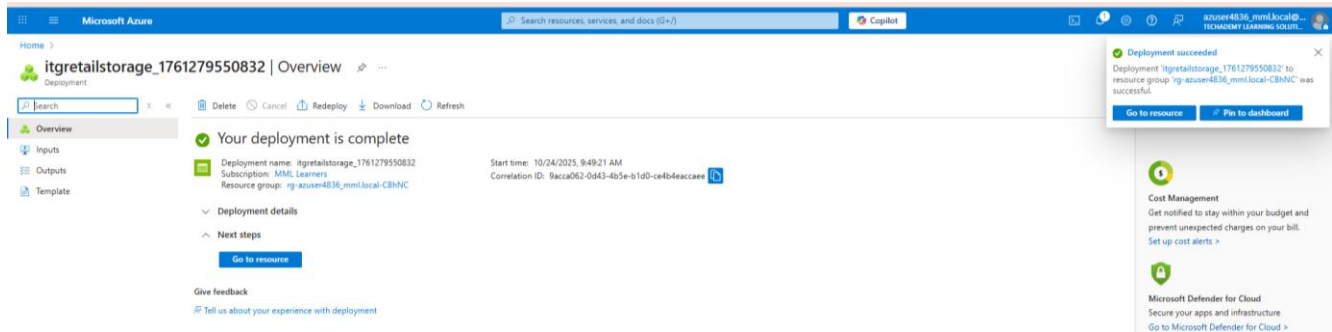 Microsoft Azure
Search resources, services, and docs (G+/)
Copilot
azuser4836_mml.local@...
TECHADEMY LEARNING SOLUTI...
Home >
itgretailstorage_1761279550832 | Overview
Deployment
Search
Overview
Inputs
Outputs
Template
Delete
Cancel
Redeploy
Download
Refresh
Your deployment is complete
Deployment name: itgretailstorage_1761279550832
Subscription: MML Learners
Resource group: rg-azuser4836_mml.local-CBhNC
Start time: 10/24/2025, 9:49:21 AM
Correlation ID: 9acca062-0d43-4b5e-b1d0-ce4b4eaccaee
Deployment details
Next steps
Go to resource
Give feedback
Tell us about your experience with deployment
Deployment succeeded
Deployment 'itgretailstorage_1761279550832' to
resource group 'rg-azuser4836_mml.local-CBhNC' was
successful.
Go to resource
Pin to dashboard
Cost Management
Get notified to stay within your budget and
prevent unexpected charges on your bill.
Set up cost alerts >
Microsoft Defender for Cloud
Secure your apps and infrastructure
Go to Microsoft Defender for Cloud >